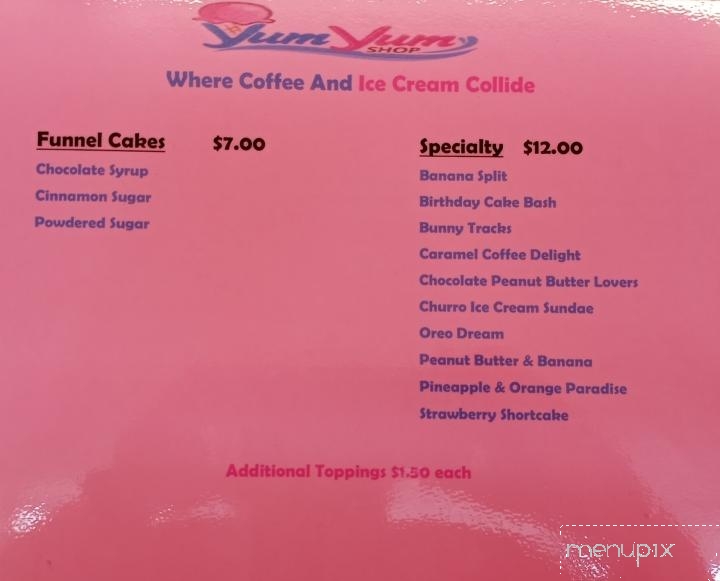 Yum Yum
SHOP
Where Coffee And Ice Cream Collide
Funnel Cakes $7.00
Chocolate Syrup
Cinnamon Sugar
Powdered Sugar
Specialty $12.00
Banana Split
Birthday Cake Bash
Bunny Tracks
Caramel Coffee Delight
Chocolate Peanut Butter Lovers
Churro Ice Cream Sundae
Oreo Dream
Peanut Butter & Banana
Pineapple & Orange Paradise
Strawberry Shortcake
Additional Toppings $1.50 each
menupix